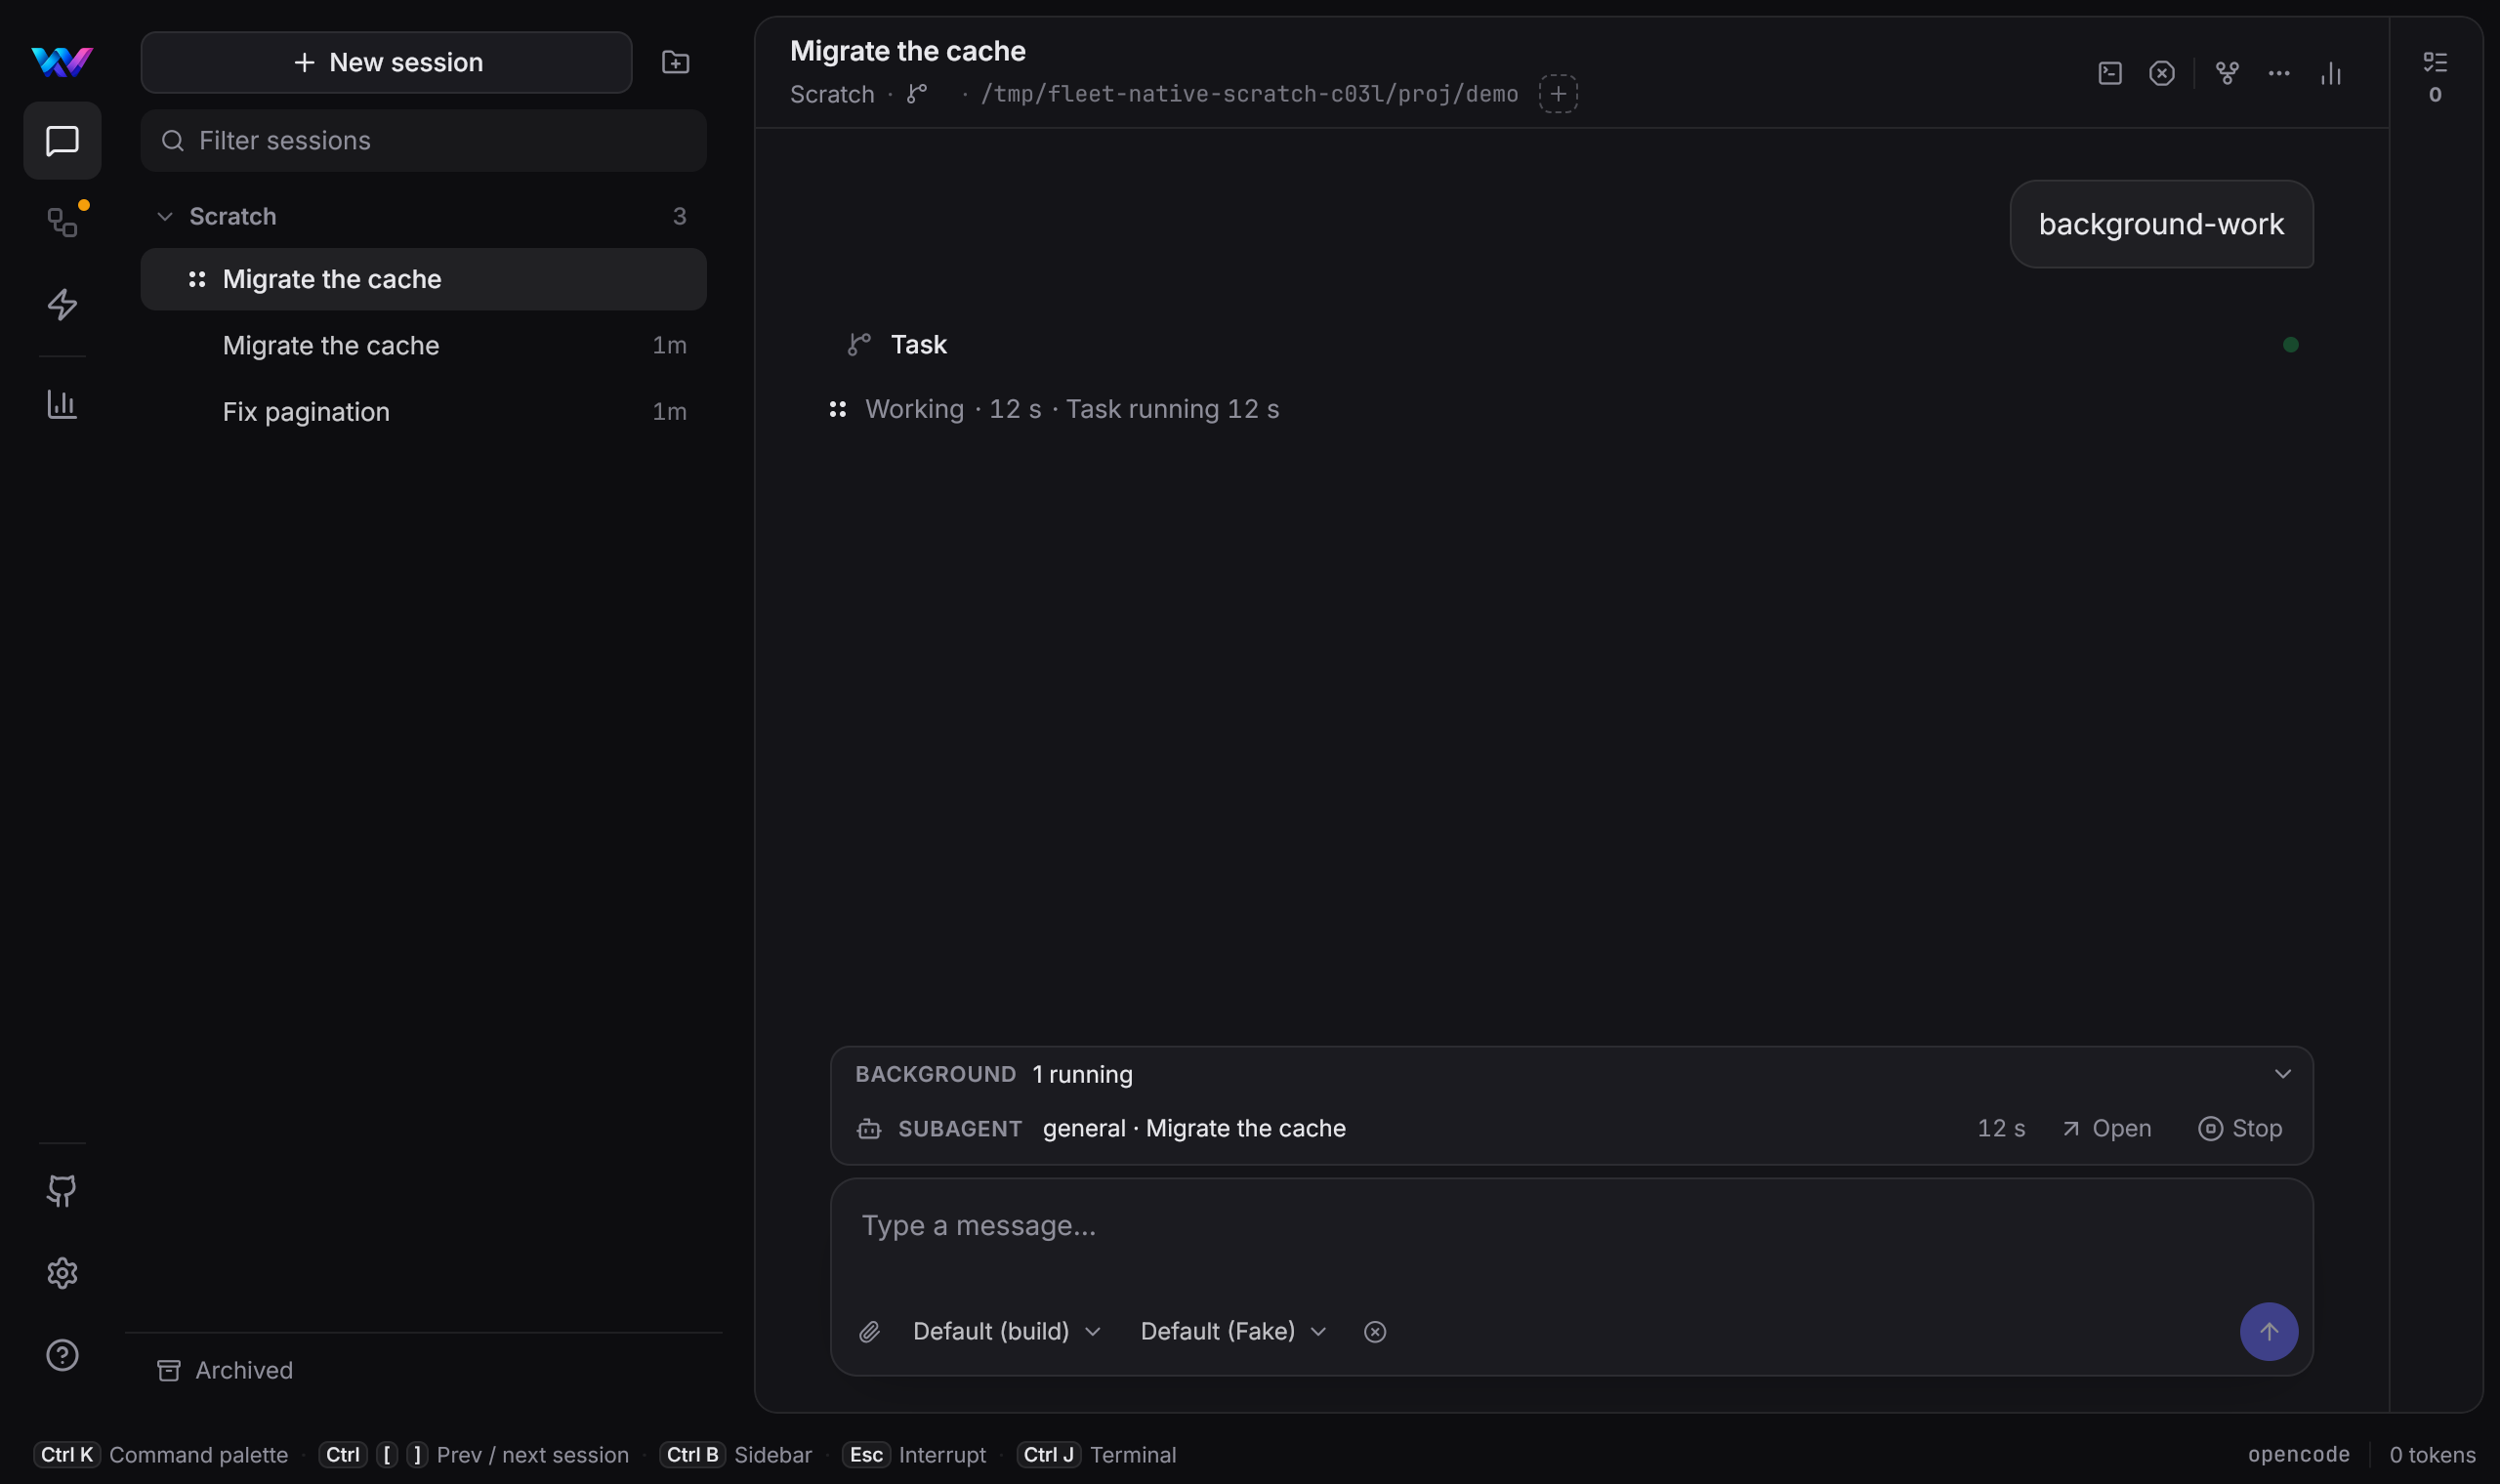 New session
Filter sessions
Scratch 3
Migrate the cache
Migrate the cache 1m
Fix pagination 1m
Archived
Migrate the cache
Scratch · · /tmp/fleet-native-scratch-c03l/proj/demo
0
background-work
Task
Working · 12 s · Task running 12 s
BACKGROUND 1 running
SUBAGENT general · Migrate the cache 12 s Open Stop
Type a message...
Default (build) Default (Fake)
Ctrl K Command palette · Ctrl [ ] Prev / next session · Ctrl B Sidebar · Esc Interrupt · Ctrl J Terminal opencode 0 tokens